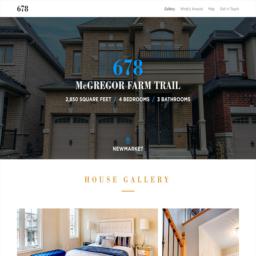 678
Gallery What's Around Map Get In Touch
678
McGREGOR FARM TRAIL
2,850 SQUARE FEET / 4 BEDROOMS / 3 BATHROOMS
NEWMARKET
HOUSE GALLERY